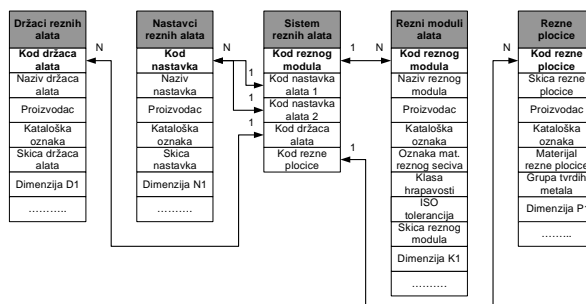 Držaci reznih
alata
Kod držaca
alata
Naziv držaca
alata
Proizvodac
Kataloška
oznaka
Skica držaca
alata
Dimenzija D1
………..
N
Nastavci
reznih alata
Kod
nastavka
Naziv
nastavka
Proizvodac
Kataloška
oznaka
Skica
nastavka
Dimenzija N1
……….
N
1
1
1
Sistem
reznih alata
Kod reznog
modula
Kod nastavka
alata 1
Kod nastavka
alata 2
Kod držaca
alata
Kod rezne
plocice
1
N
1
Rezni moduli
alata
Kod reznog
modula
Naziv reznog
modula
Proizvodac
Kataloška
oznaka
Oznaka mat.
reznog seciva
Klasa
hrapavosti
ISO
tolerancija
Skica reznog
modula
Dimenzija K1
……….
N
Rezne
plocice
Kod rezne
plocice
Skica rezne
plocice
Proizvodac
Kataloška
oznaka
Materijal
rezne plocice
Grupa tvrdih
metala
Dimenzija P1
……..